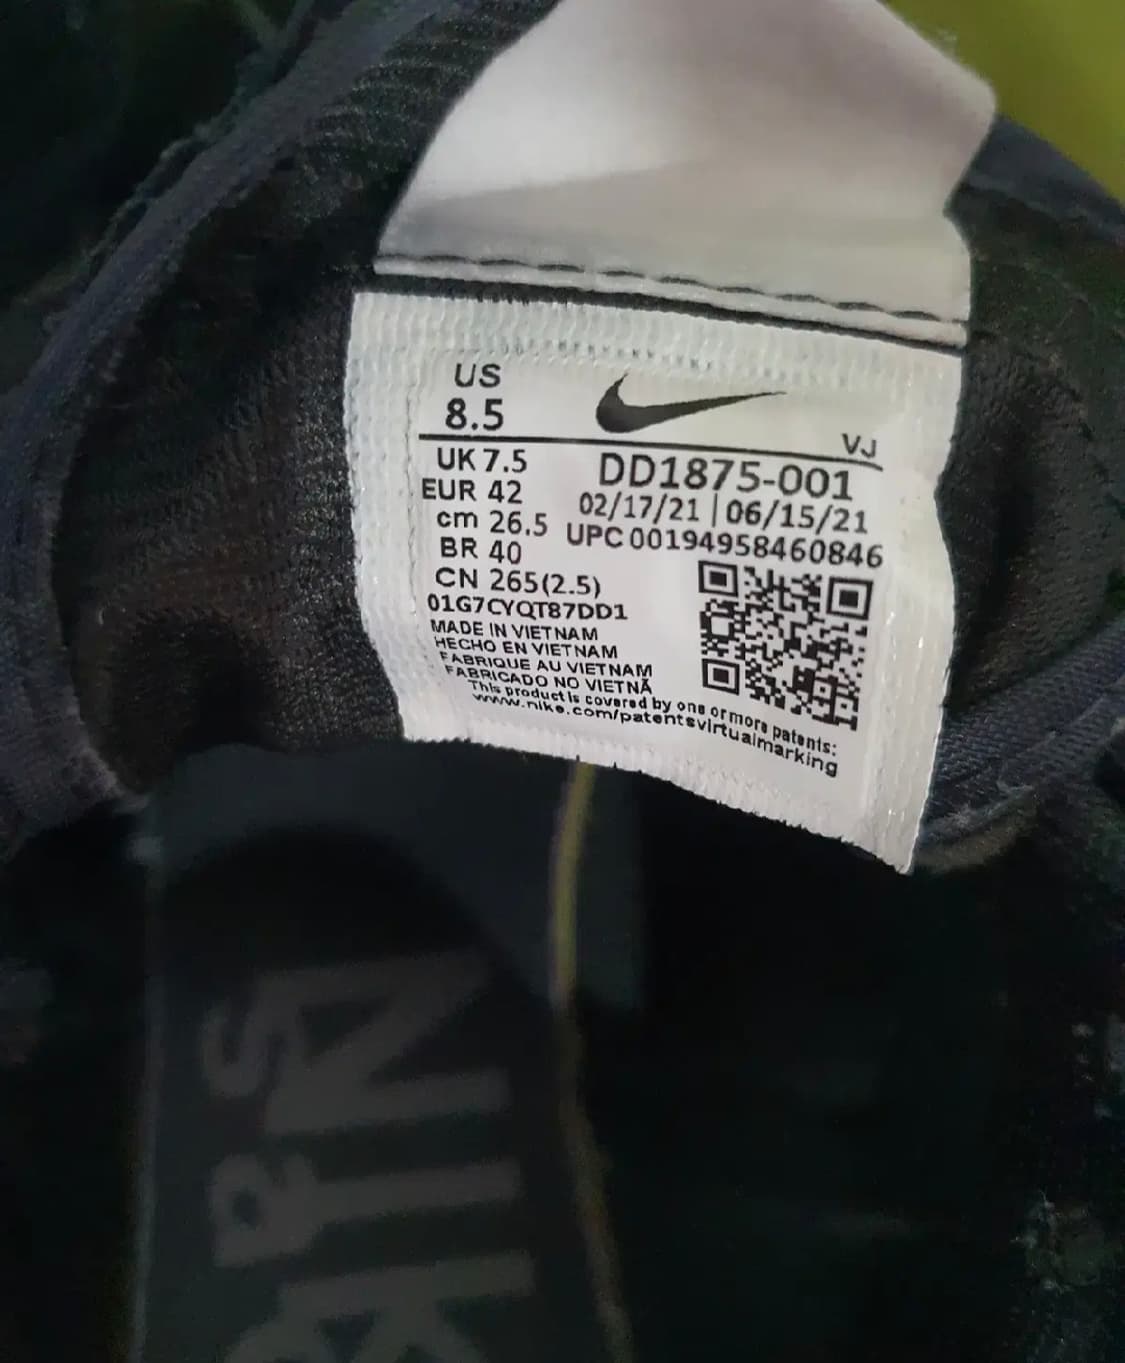 US
8.5
VJ
UK 7.5
DD1875-001
EUR 42
02/17/21 | 06/15/21
cm 26.5
UPC 00194958460846
BR 40
CN 265(2.5)
01G7CYQT87DD1
MADE IN VIETNAM
HECHO EN VIETNAM
FABRIQUE AU VIETNAM
FABRICADO NO VIETNÃ
This product is covered by one or more patents:
www.nike.com/patentsvirtualmarking